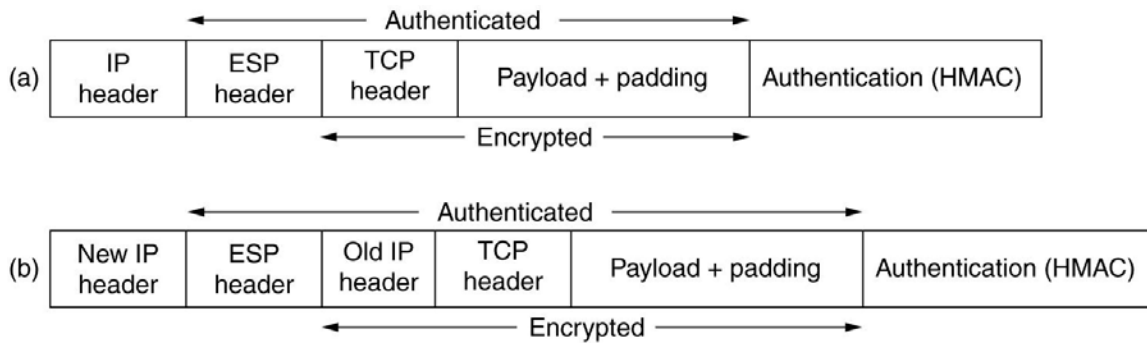 Authenticated
(a)
IP
header
ESP
header
TCP
header
Payload + padding
Authentication (HMAC)
Encrypted
Authenticated
(b)
New IP
header
ESP
header
Old IP
header
TCP
header
Payload + padding
Authentication (HMAC)
Encrypted